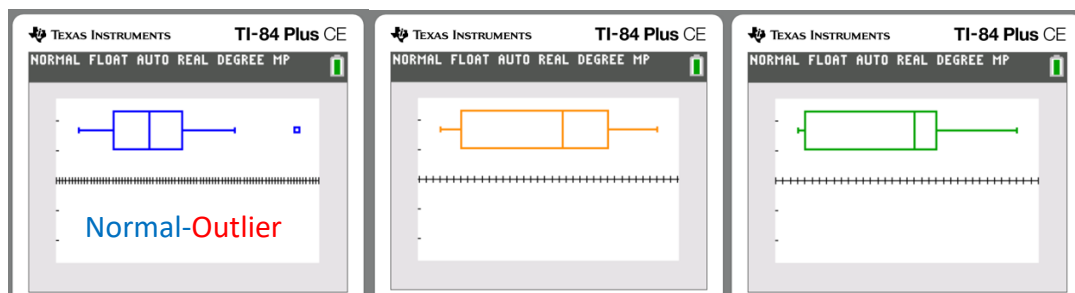 TEXAS INSTRUMENTS TI-84 Plus CE
NORMAL FLOAT AUTO REAL DEGREE MP
Normal-Outlier
TEXAS INSTRUMENTS TI-84 Plus CE
NORMAL FLOAT AUTO REAL DEGREE MP
TEXAS INSTRUMENTS TI-84 Plus CE
NORMAL FLOAT AUTO REAL DEGREE MP